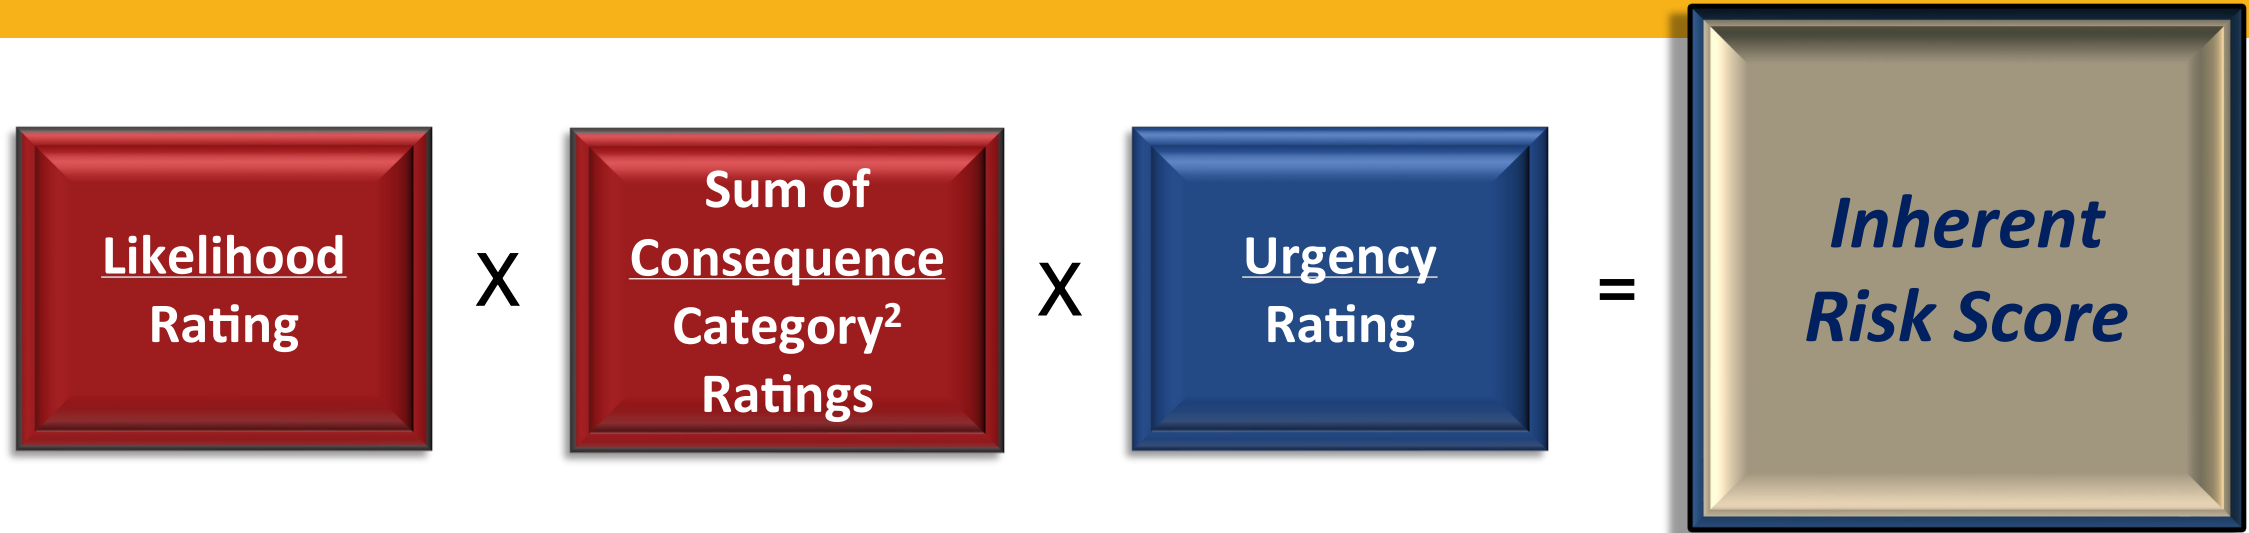 Likelihood
Rating
X
Sum of
Consequence
Category²
Ratings
X
Urgency
Rating
=
Inherent
Risk Score